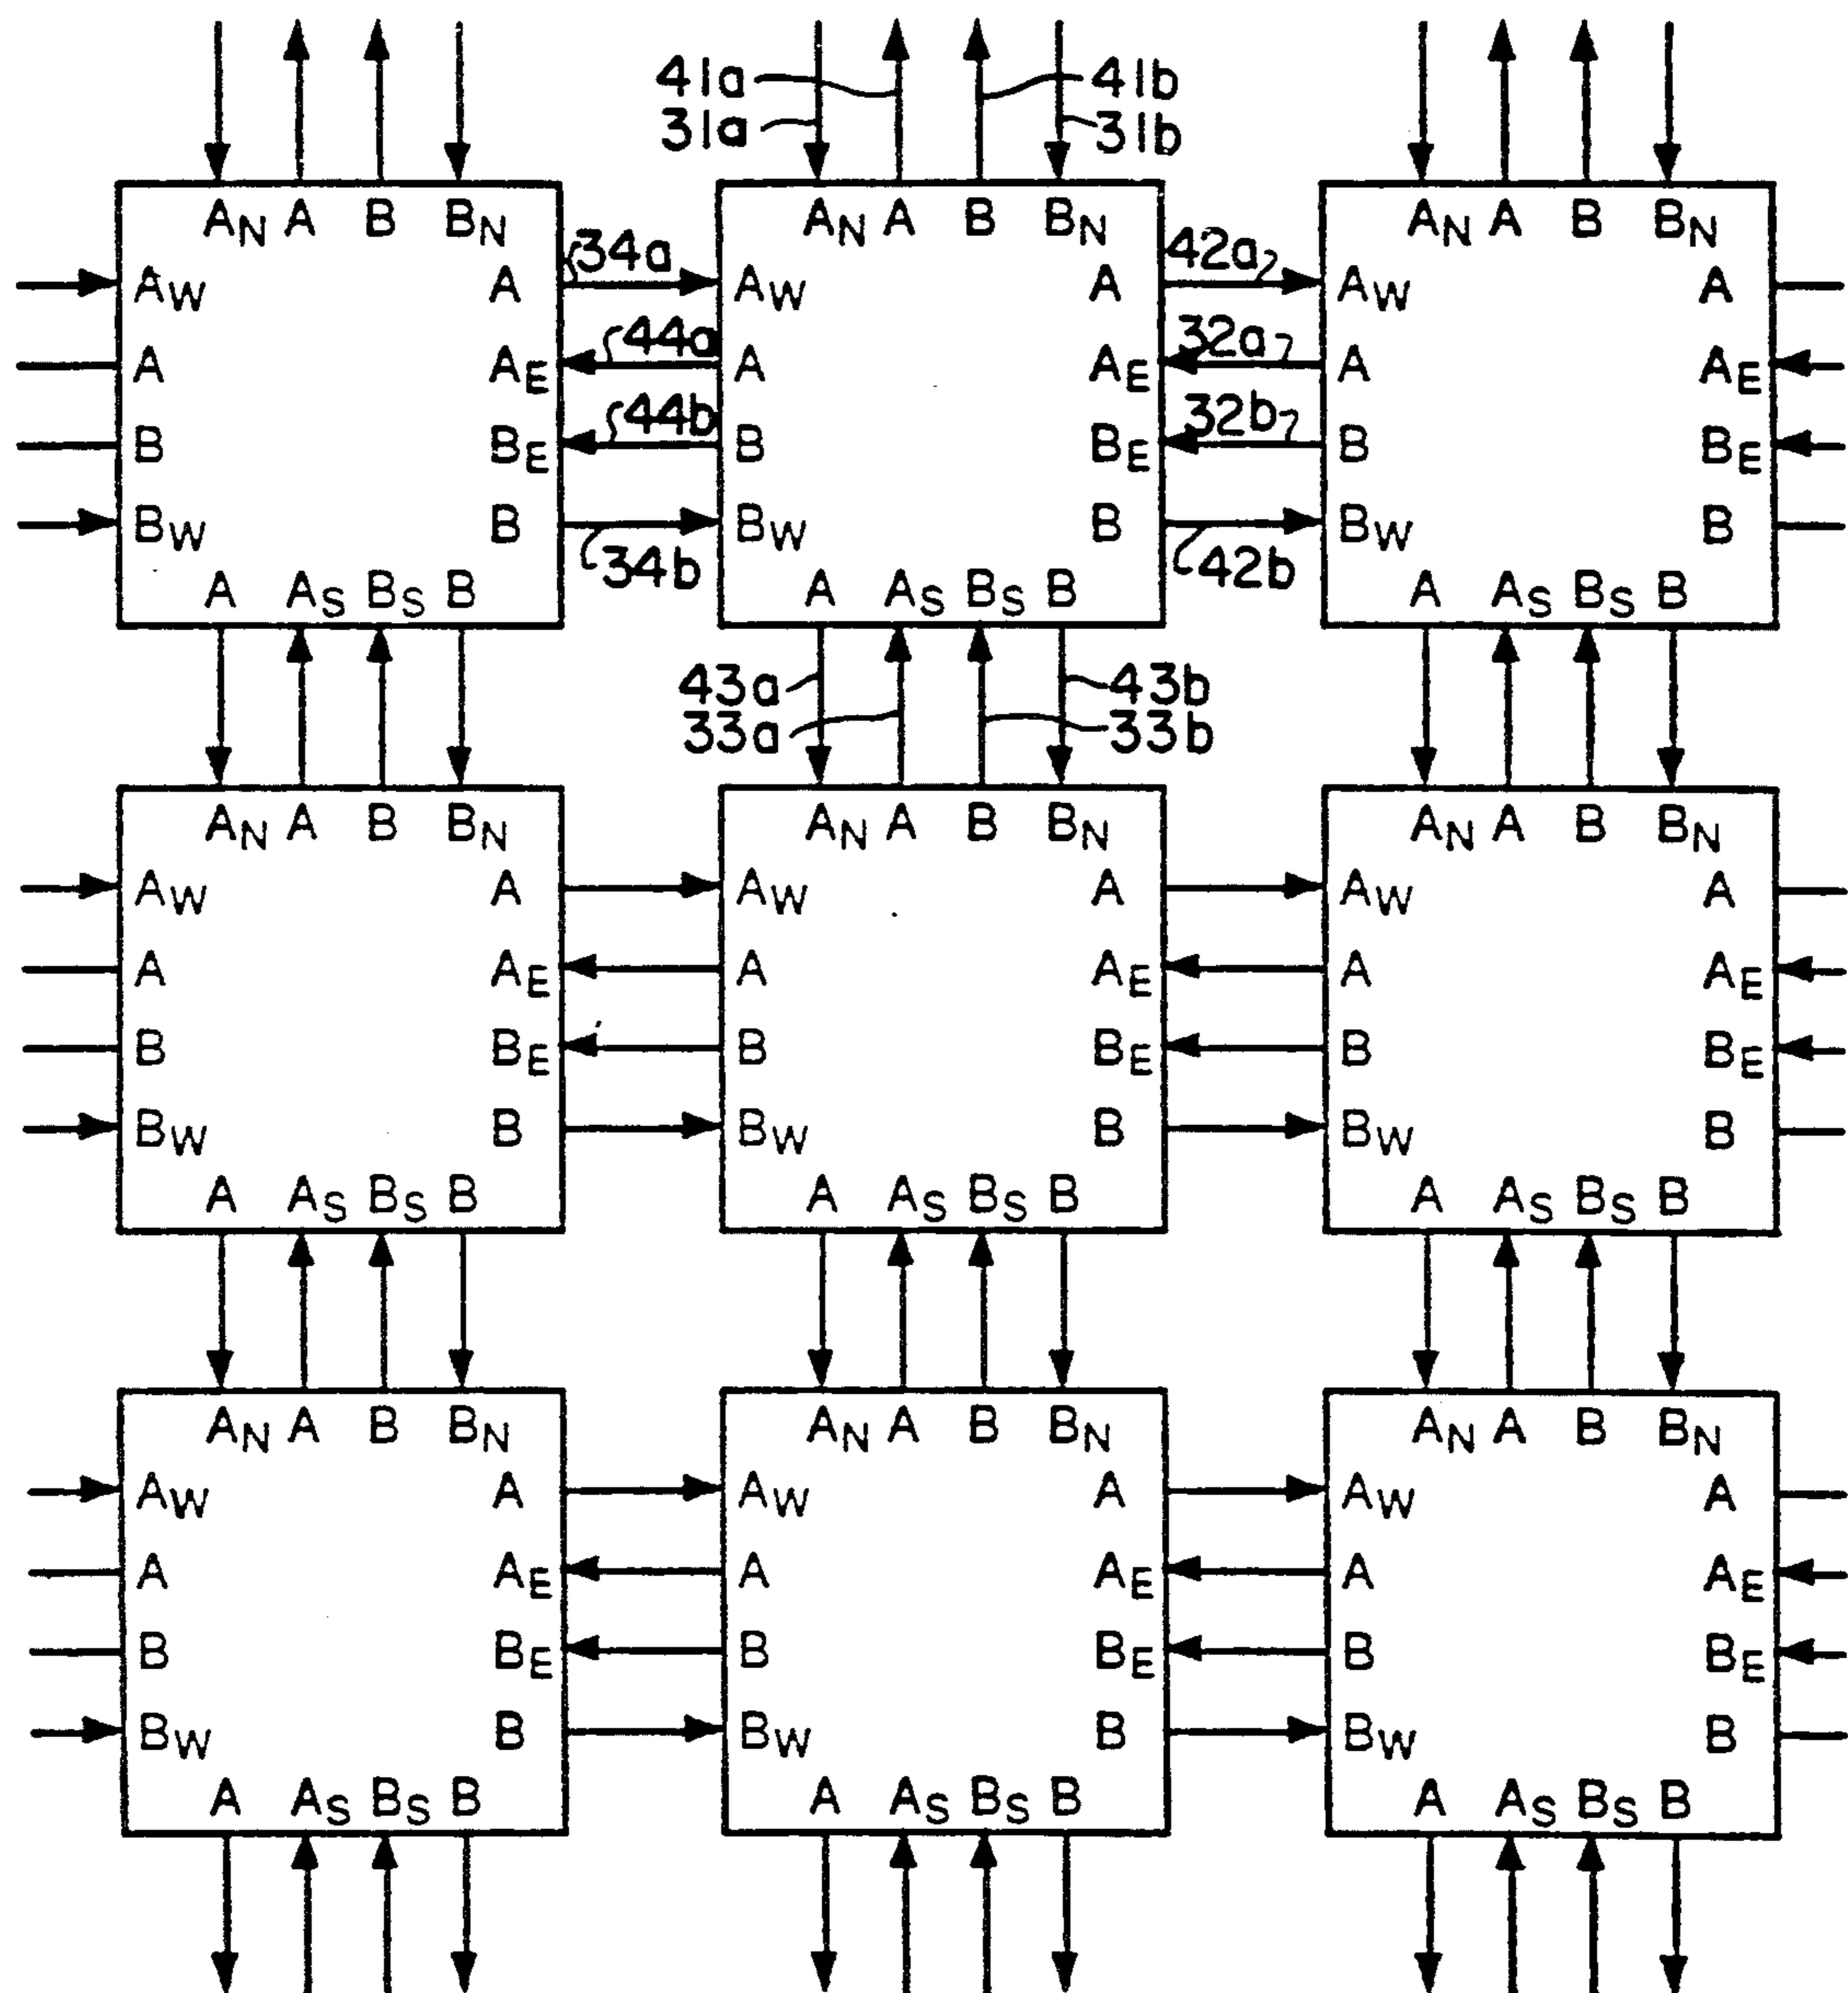 41a 41b
31a 31b
AN A B BN AN A B BN AN A B BN
34a 42a
AW A AW A AW A
44a 32a
A AE A AE A AE
44b 32b
B BE B BE B BE
BW B BW B BW B
34b 42b
A AS BS B A AS BS B A AS BS B
43a 43b
33a 33b
AN A B BN AN A B BN AN A B BN
AW A AW A AW A
A AE A AE A AE
B BE B BE B BE
BW B BW B BW B
A AS BS B A AS BS B A AS BS B
AN A B BN AN A B BN AN A B BN
AW A AW A AW A
A AE A AE A AE
B BE B BE B BE
BW B BW B BW B
A AS BS B A AS BS B A AS BS B